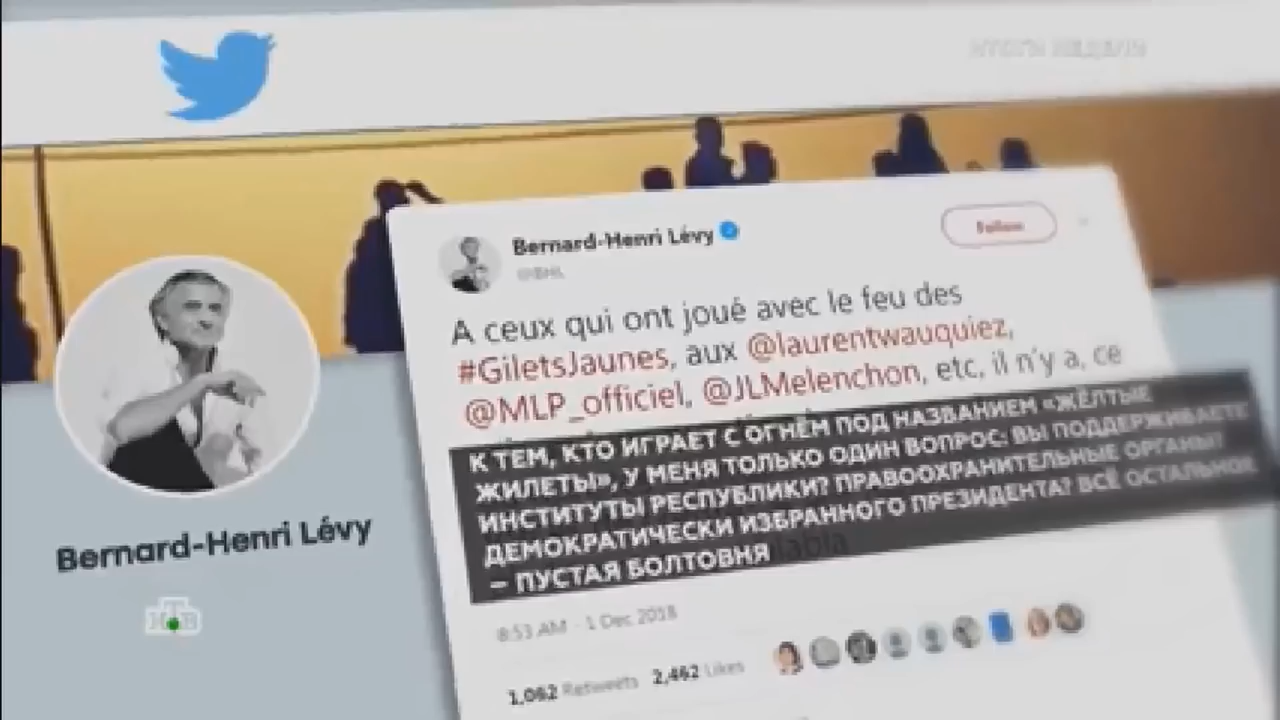 ИТОГИ НЕДЕЛИ
Bernard-Henri Lévy
@BHL
Follow
A ceux qui ont joué avec le feu des
#GiletsJaunes, aux @laurentwauquiez,
@MLP_officiel, @JLMelenchon, etc, il n'y a, ce
К ТЕМ, КТО ИГРАЕТ С ОГНЁМ ПОД НАЗВАНИЕМ «ЖЁЛТЫЕ
ЖИЛЕТЫ», У МЕНЯ ТОЛЬКО ОДИН ВОПРОС: ВЫ ПОДДЕРЖИВАЕТЕ
ИНСТИТУТЫ РЕСПУБЛИКИ? ПРАВООХРАНИТЕЛЬНЫЕ ОРГАНЫ?
ДЕМОКРАТИЧЕСКИ ИЗБРАННОГО ПРЕЗИДЕНТА? ВСЁ ОСТАЛЬНОЕ
– ПУСТАЯ БОЛТОВНЯ
8:53 AM - 1 Dec 2018
1,062 Retweets 2,462 Likes
Bernard-Henri Lévy
НТВ